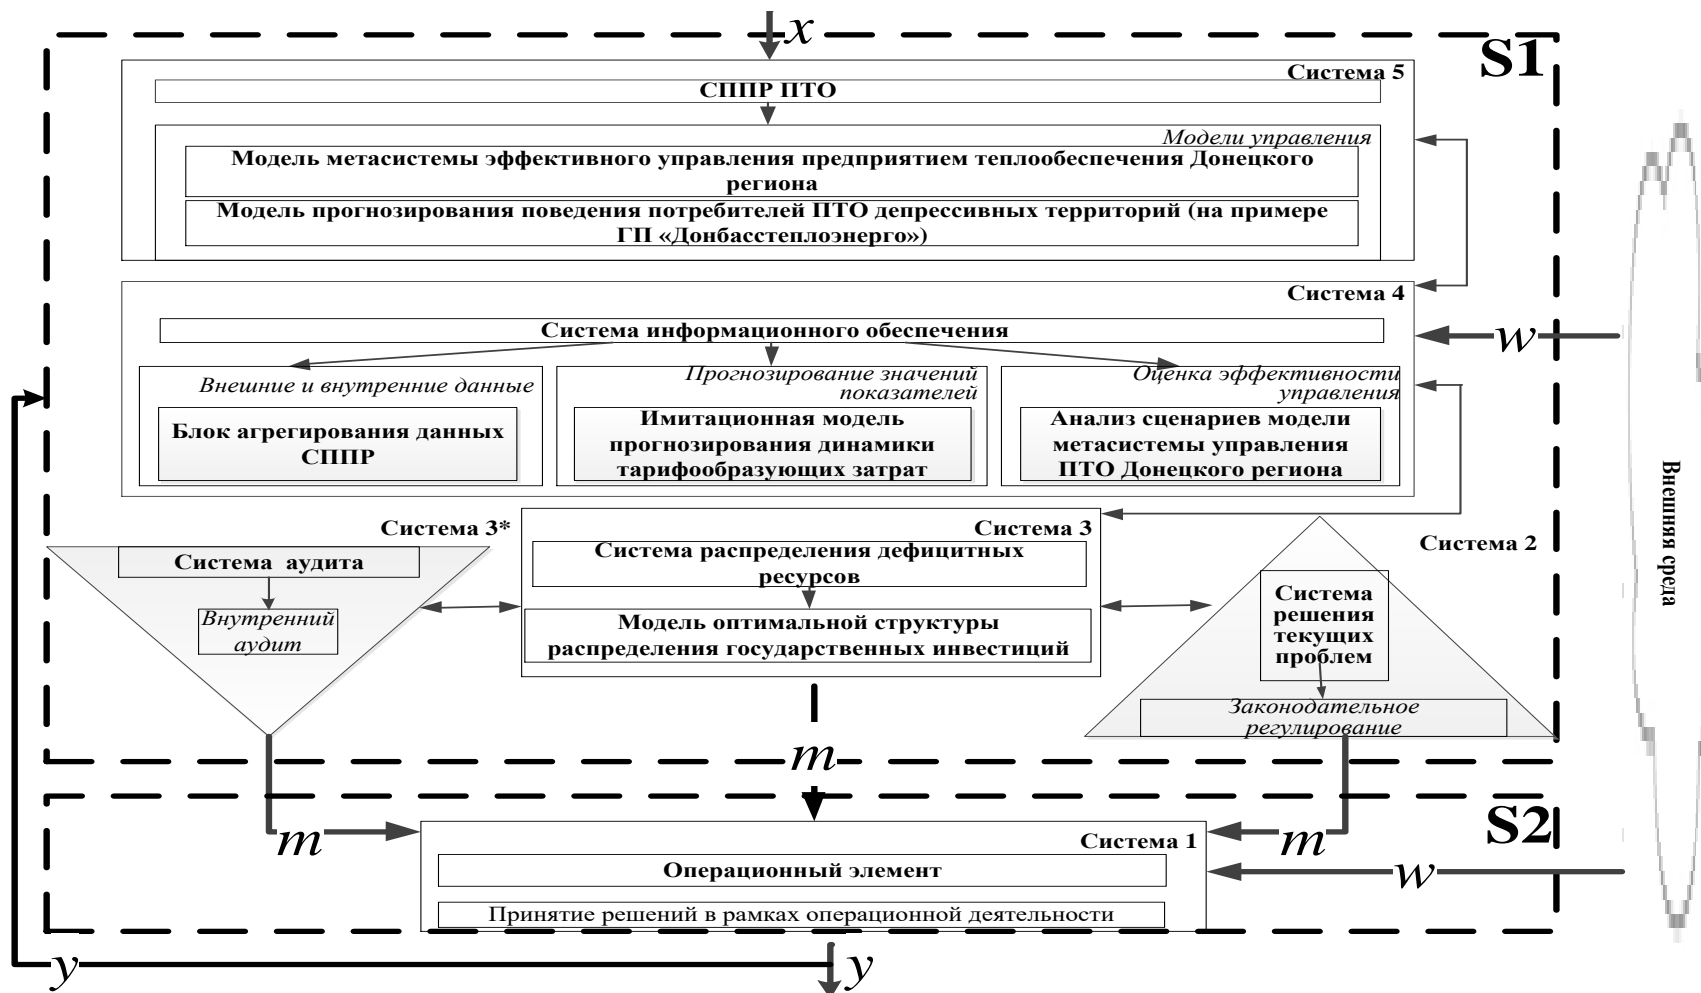 x
S1
Система 5
СППР ПТО
Модели управления
Модель метасистемы эффективного управления предприятием теплообеспечения Донецкого
региона
Модель прогнозирования поведения потребителей ПТО депрессивных территорий (на примере
ГП «Донбасстеплоэнерго»)
Система 4
Система информационного обеспечения
w
Внешние и внутренние данные
Блок агрегирования данных
СППР
Прогнозирование значений
показателей
Имитационная модель
прогнозирования динамики
тарифообразующих затрат
Оценка эффективности
управления
Анализ сценариев модели
метасистемы управления
ПТО Донецкого региона
Внешняя среда
Система 3*
Система аудита
Внутренний
аудит
Система 3
Система распределения дефицитных
ресурсов
Модель оптимальной структуры
распределения государственных инвестиций
Система 2
Система
решения
текущих
проблем
Законодательное
регулирование
m
S2
m
m
Система 1
Операционный элемент
w
Принятие решений в рамках операционной деятельности
y
y